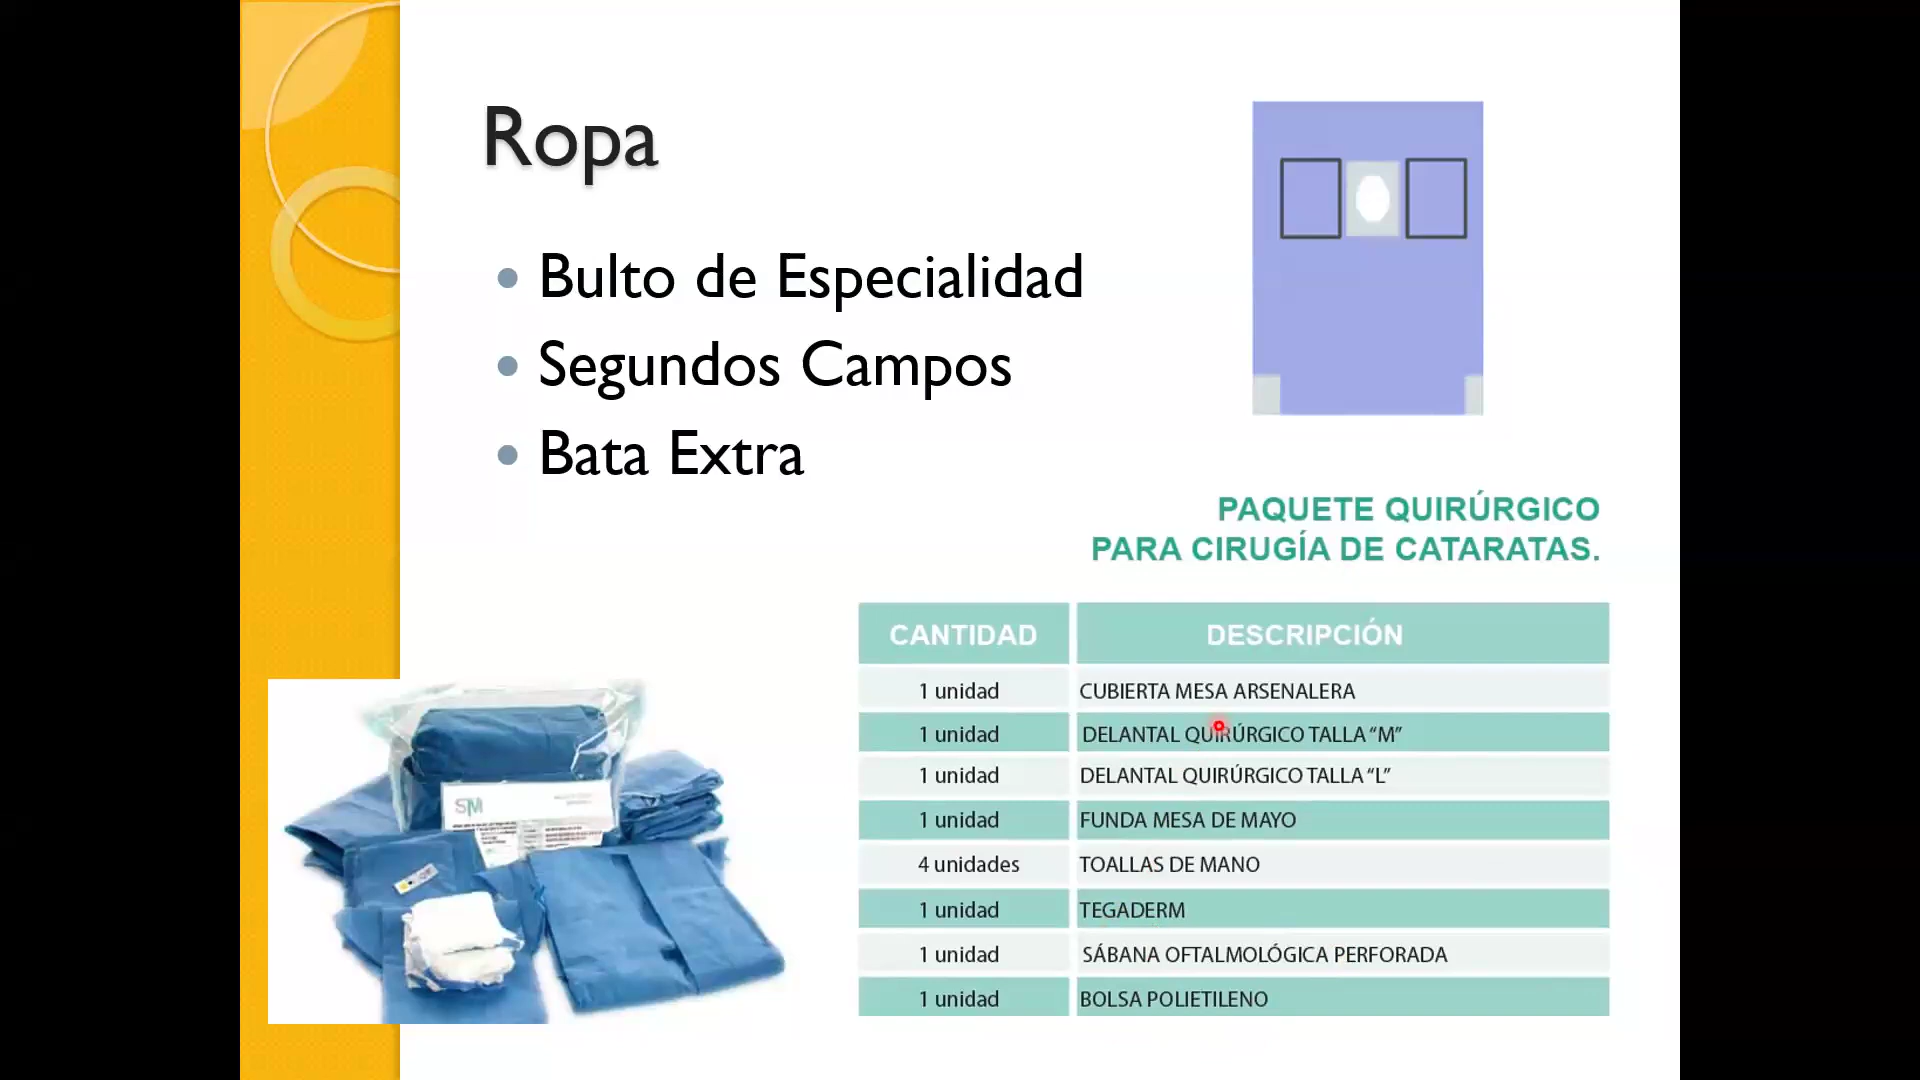 Ropa
• Bulto de Especialidad
• Segundos Campos
• Bata Extra
PAQUETE QUIRÚRGICO
PARA CIRUGÍA DE CATARATAS.
CANTIDAD DESCRIPCIÓN
1 unidad CUBIERTA MESA ARSENALERA
1 unidad DELANTAL QUIRÚRGICO TALLA “M”
1 unidad DELANTAL QUIRÚRGICO TALLA “L”
1 unidad FUNDA MESA DE MAYO
4 unidades TOALLAS DE MANO
1 unidad TEGADERM
1 unidad SÁBANA OFTALMOLÓGICA PERFORADA
1 unidad BOLSA POLIETILENO
SM